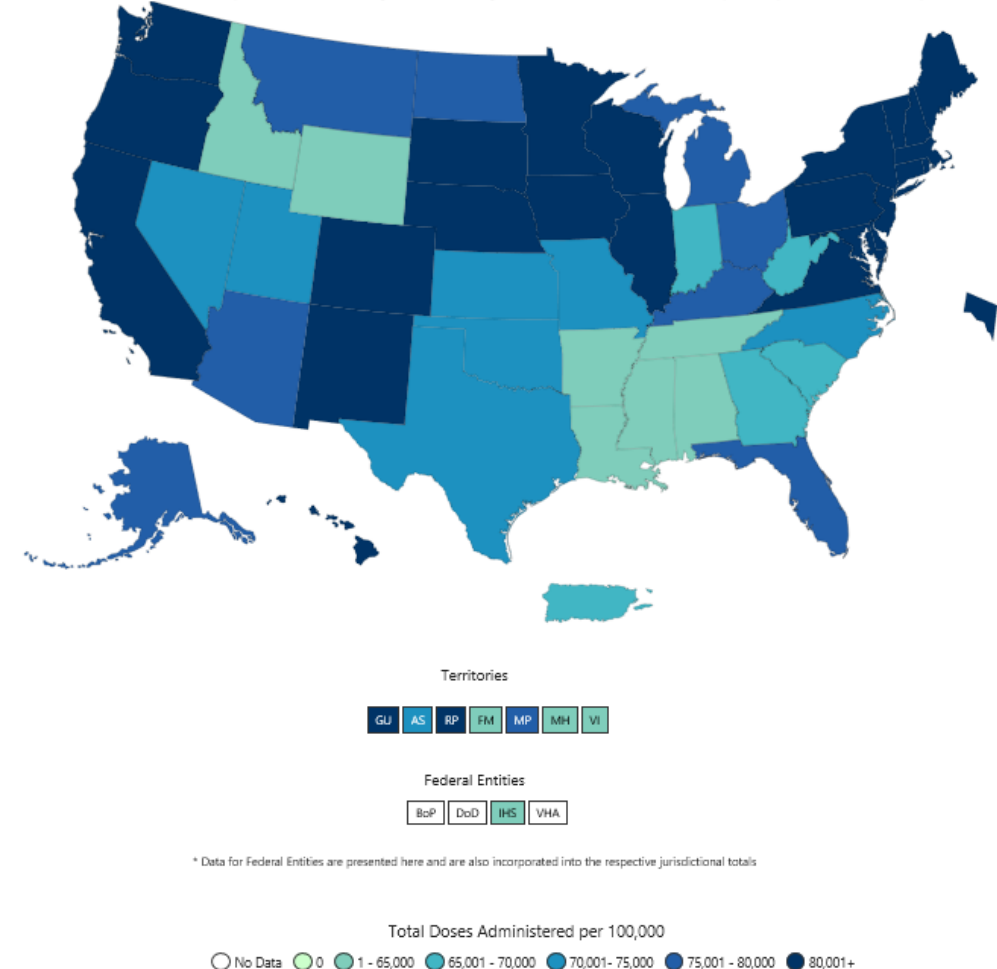 Territories
GU AS RP FM MP MH VI
Federal Entities
BoP DoD IHS VHA
* Data for Federal Entities are presented here and are also incorporated into the respective jurisdictional totals
Total Doses Administered per 100,000
No Data 0 1 - 65,000 65,001 - 70,000 70,001- 75,000 75,001 - 80,000 80,001+